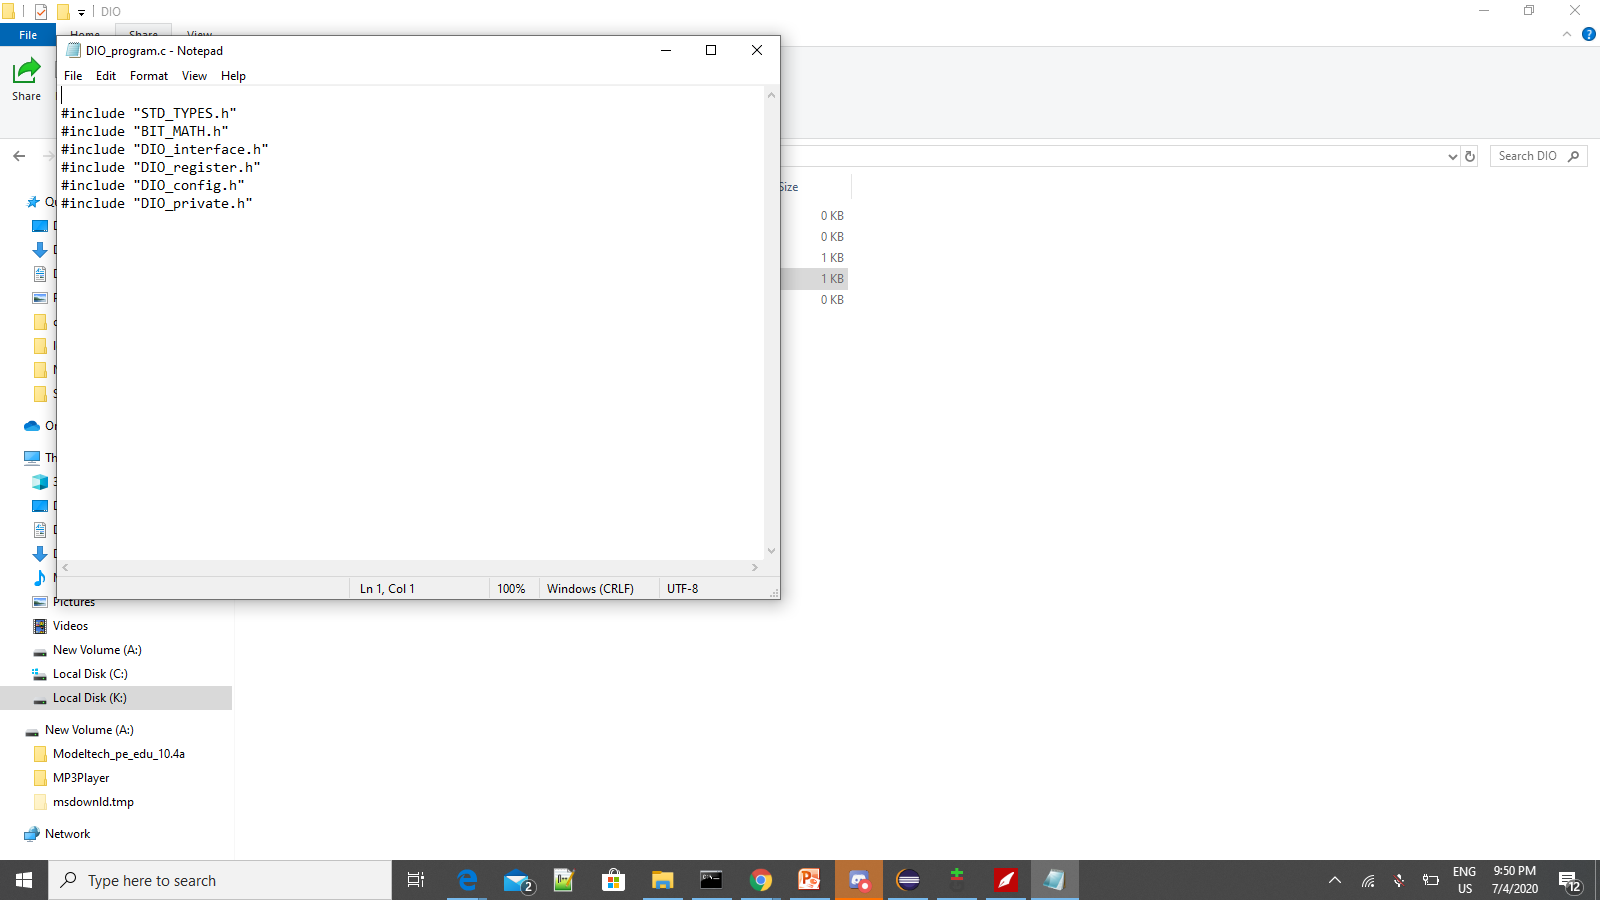 DIO
File
Home
Share
View
DIO_program.c - Notepad
File Edit Format View Help
#include "STD_TYPES.h"
#include "BIT_MATH.h"
#include "DIO_interface.h"
#include "DIO_register.h"
#include "DIO_config.h"
#include "DIO_private.h"
Ln 1, Col 1
100%
Windows (CRLF)
UTF-8
Share
Search DIO
Size
0 KB
0 KB
1 KB
1 KB
0 KB
Pictures
Videos
New Volume (A:)
Local Disk (C:)
Local Disk (K:)
New Volume (A:)
Modeltech_pe_edu_10.4a
MP3Player
msdownld.tmp
Network
Type here to search
2
ENG
US
9:50 PM
7/4/2020
12